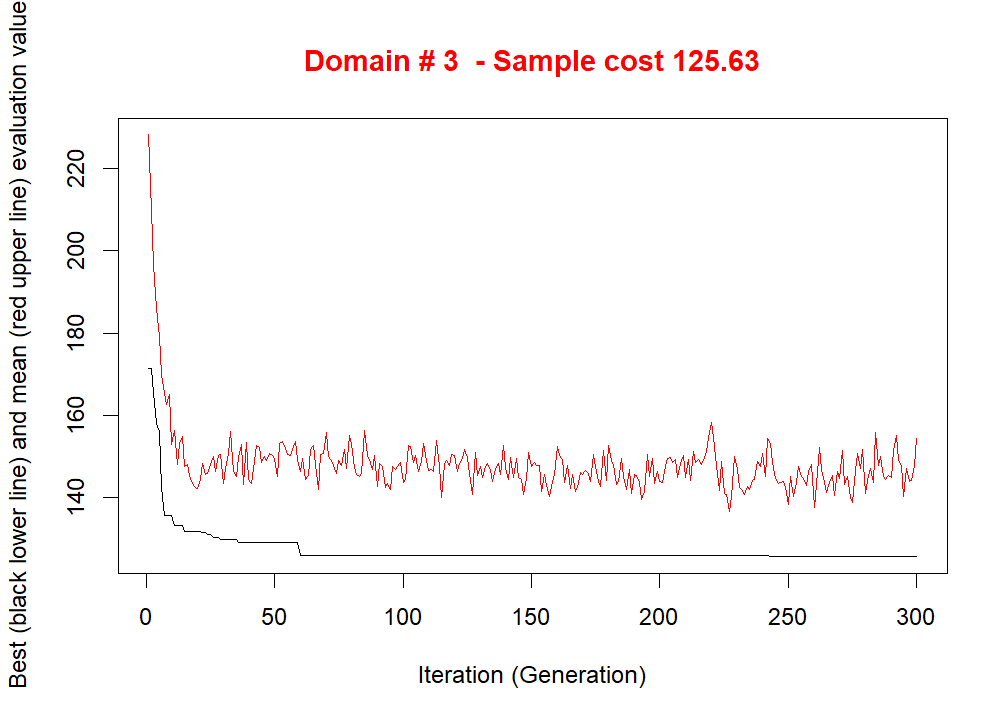 Domain # 3  - Sample cost 125.63
Best (black lower line) and mean (red upper line) evaluation value
220
200
180
160
140
0 50 100 150 200 250 300
Iteration (Generation)